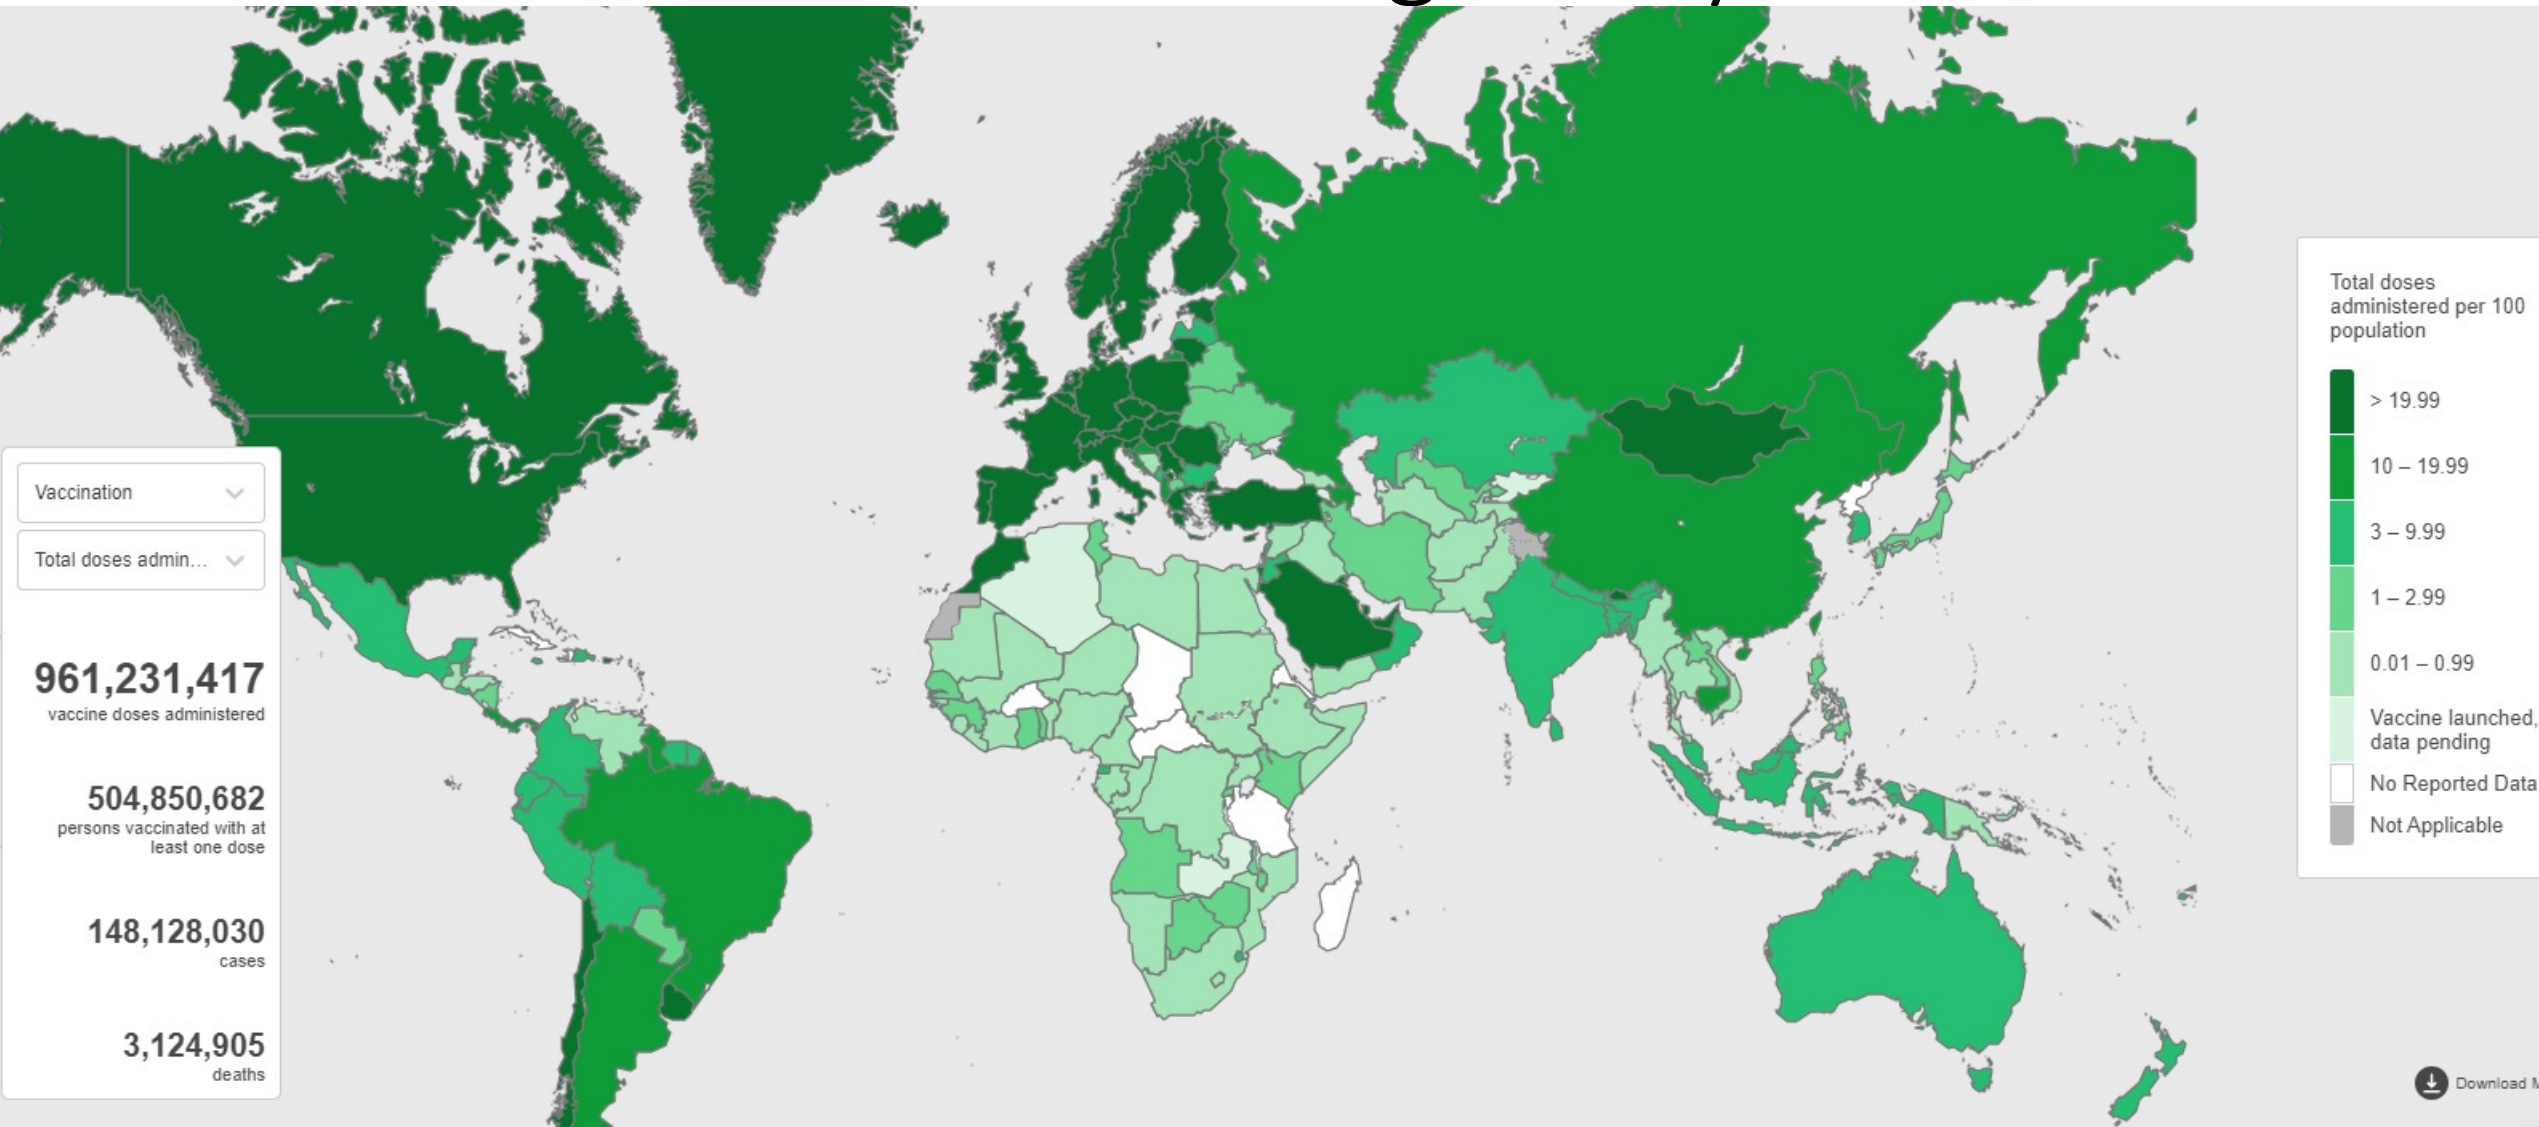 Vaccination
Total doses admin...
961,231,417
vaccine doses administered
504,850,682
persons vaccinated with at
least one dose
148,128,030
cases
3,124,905
deaths
Total doses
administered per 100
population
> 19.99
10 – 19.99
3 – 9.99
1 – 2.99
0.01 – 0.99
Vaccine launched,
data pending
No Reported Data
Not Applicable
Download